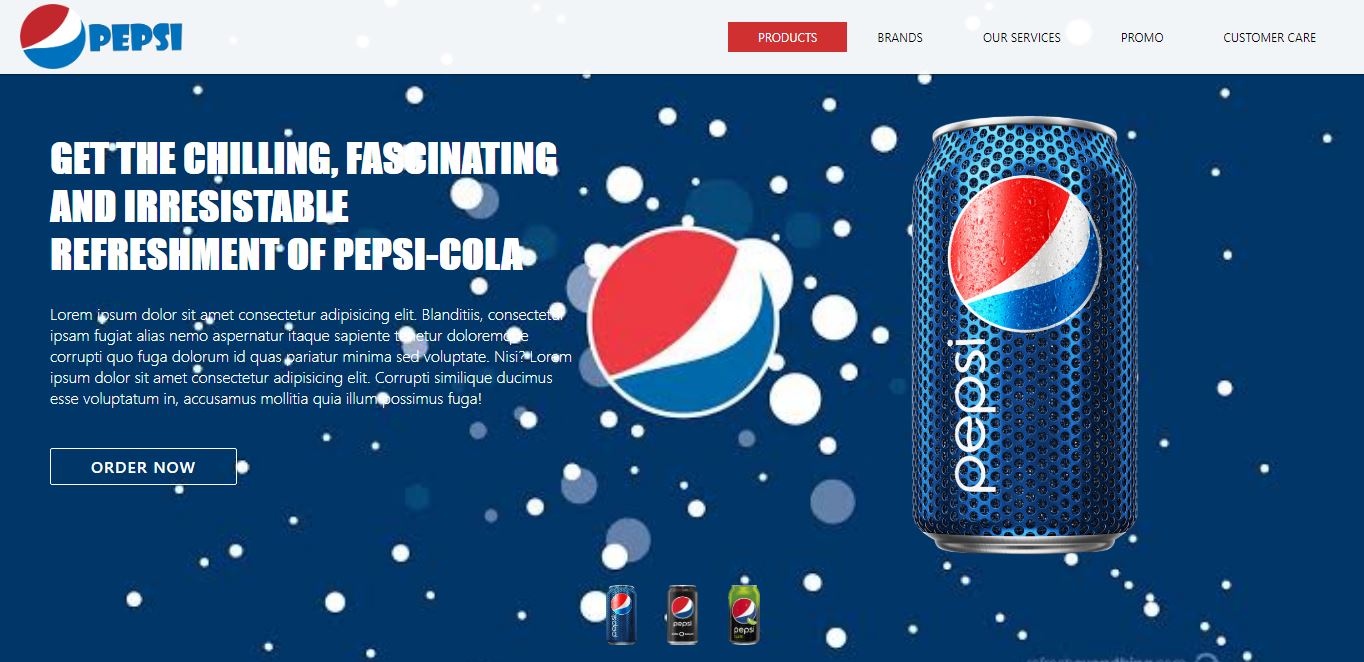 PEPSI
PRODUCTS
BRANDS
OUR SERVICES
PROMO
CUSTOMER CARE
GET THE CHILLING, FASCINATING
AND IRRESISTABLE
REFRESHMENT OF PEPSI-COLA
Lorem ipsum dolor sit amet consectetur adipisicing elit. Blanditiis, consectetur
ipsam fugiat alias nemo aspernatur itaque sapiente tenetur doloremque
corrupti quo fuga dolorum id quas pariatur minima sed voluptate. Nisi? Lorem
ipsum dolor sit amet consectetur adipisicing elit. Corrupti similique ducimus
esse voluptatum in, accusamus mollitia quia illum possimus fuga!
ORDER NOW
pepsi
pepsi
pepsi
pepsi